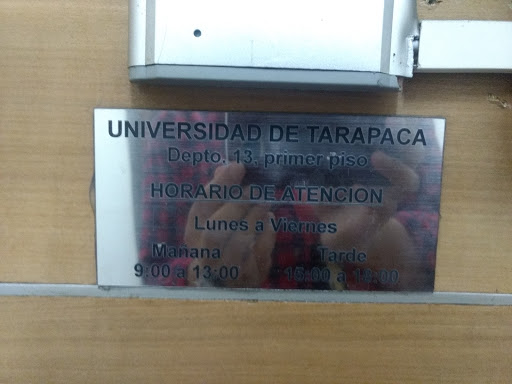 UNIVERSIDAD DE TARAPACA
Depto. 13, primer piso
HORARIO DE ATENCION
Lunes a Viernes
Mañana Tarde
9:00 a 13:00 15:00 a